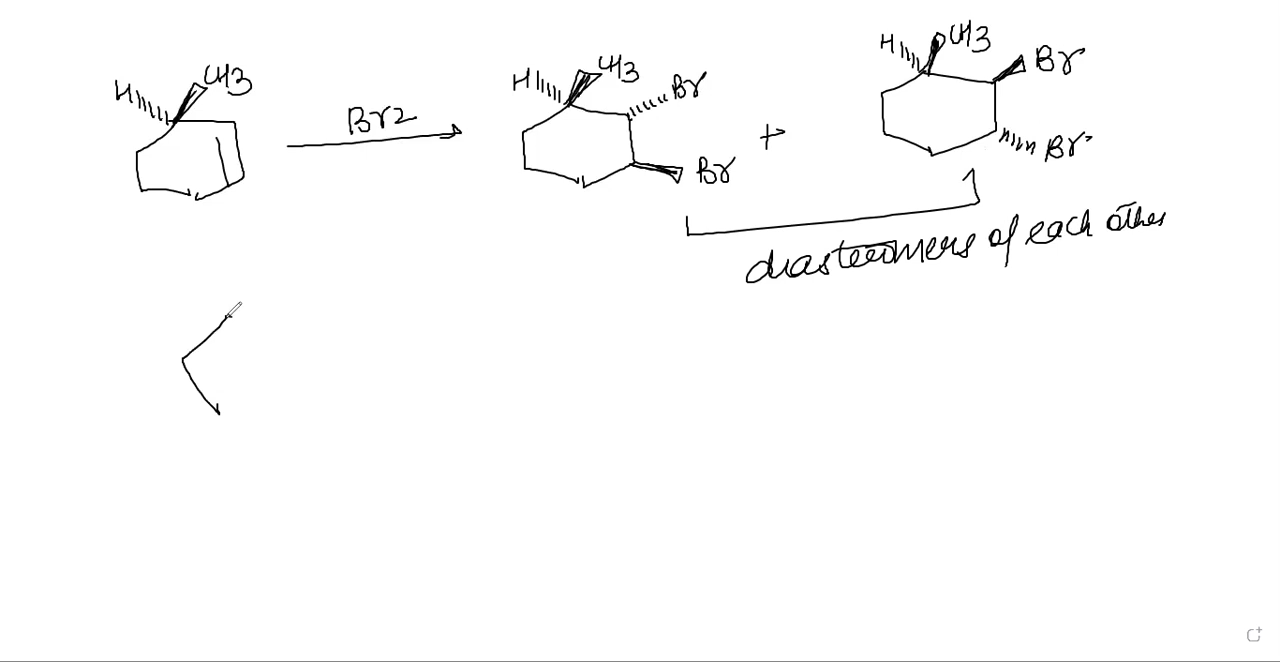 H CH3
Br2
H CH3 Br
Br
+
H CH3 Br
Br
diastereomers of each other